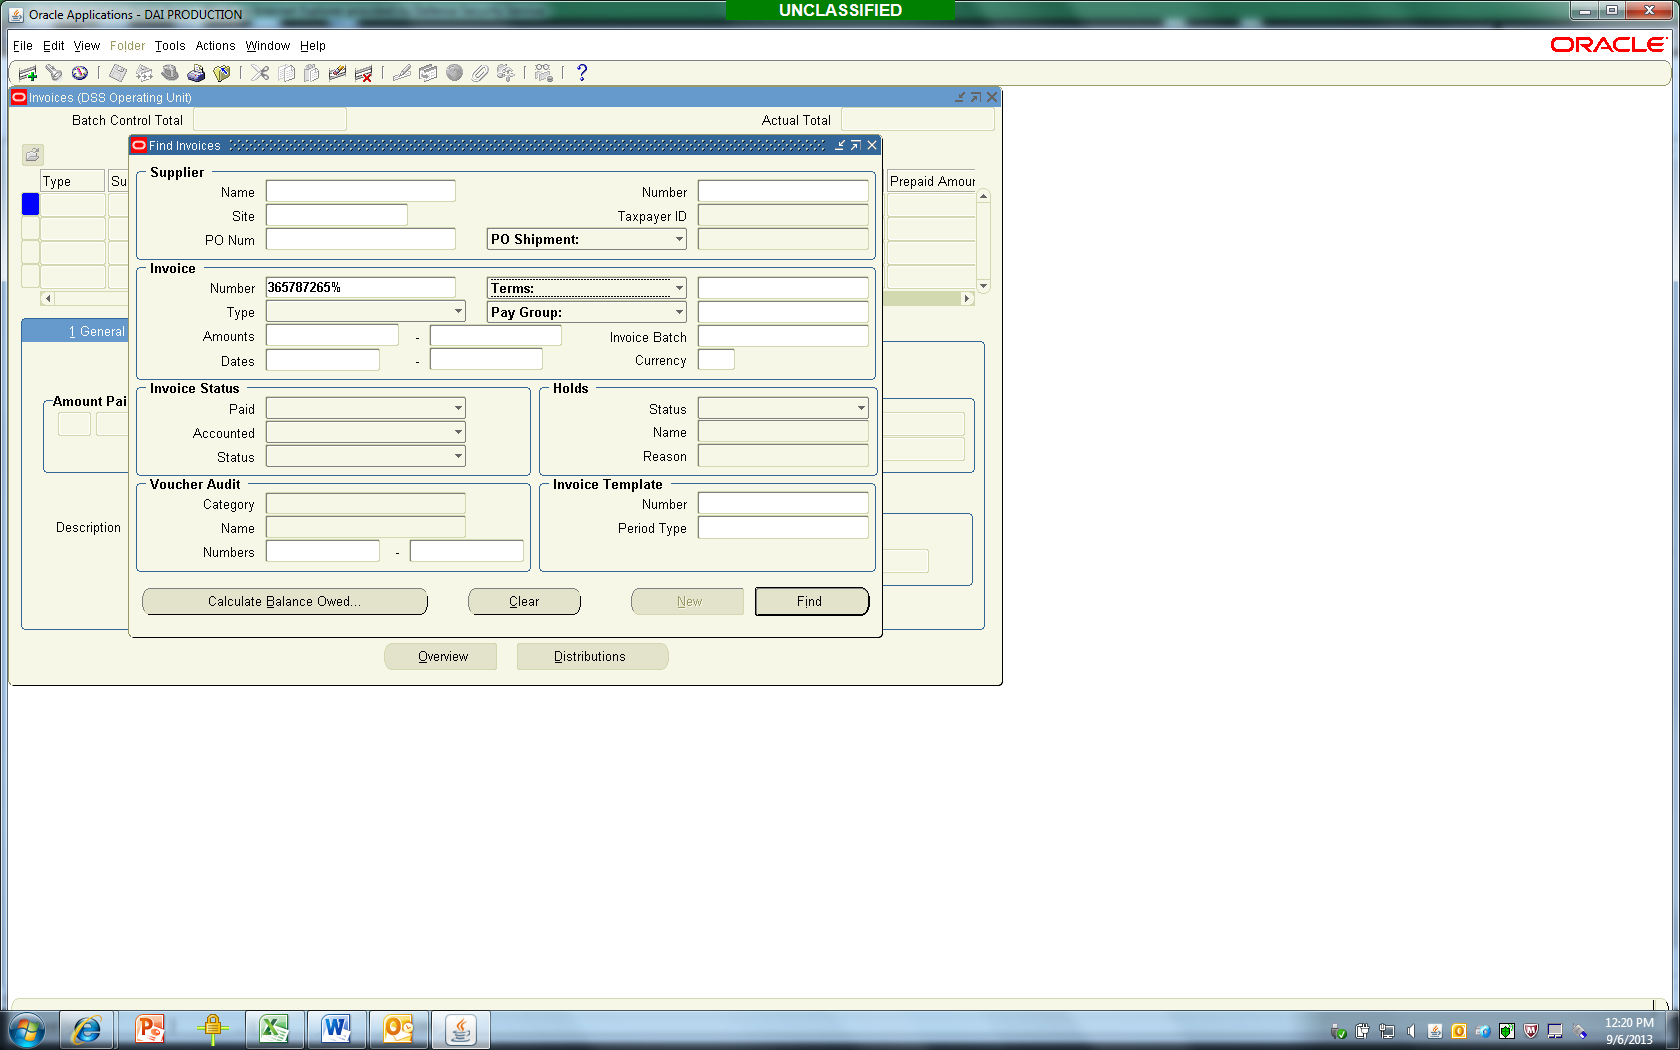 UNCLASSIFIED
Oracle Applications - DAI PRODUCTION
File Edit View Folder Tools Actions Window Help
ORACLE
Invoices (DSS Operating Unit)
Batch Control Total Actual Total
Find Invoices
Type Su Prepaid Amour
Supplier
Name Number
Site Taxpayer ID
PO Num PO Shipment:
Invoice
Number 365787265% Terms:
Type Pay Group:
Amounts - Invoice Batch
Dates - Currency
1 General
Invoice Status Holds
Amount Pai
Paid Status
Accounted Name
Status Reason
Voucher Audit Invoice Template
Category Number
Name Period Type
Description
Numbers -
Calculate Balance Owed... Clear New Find
Overview Distributions
12:20 PM
9/6/2013